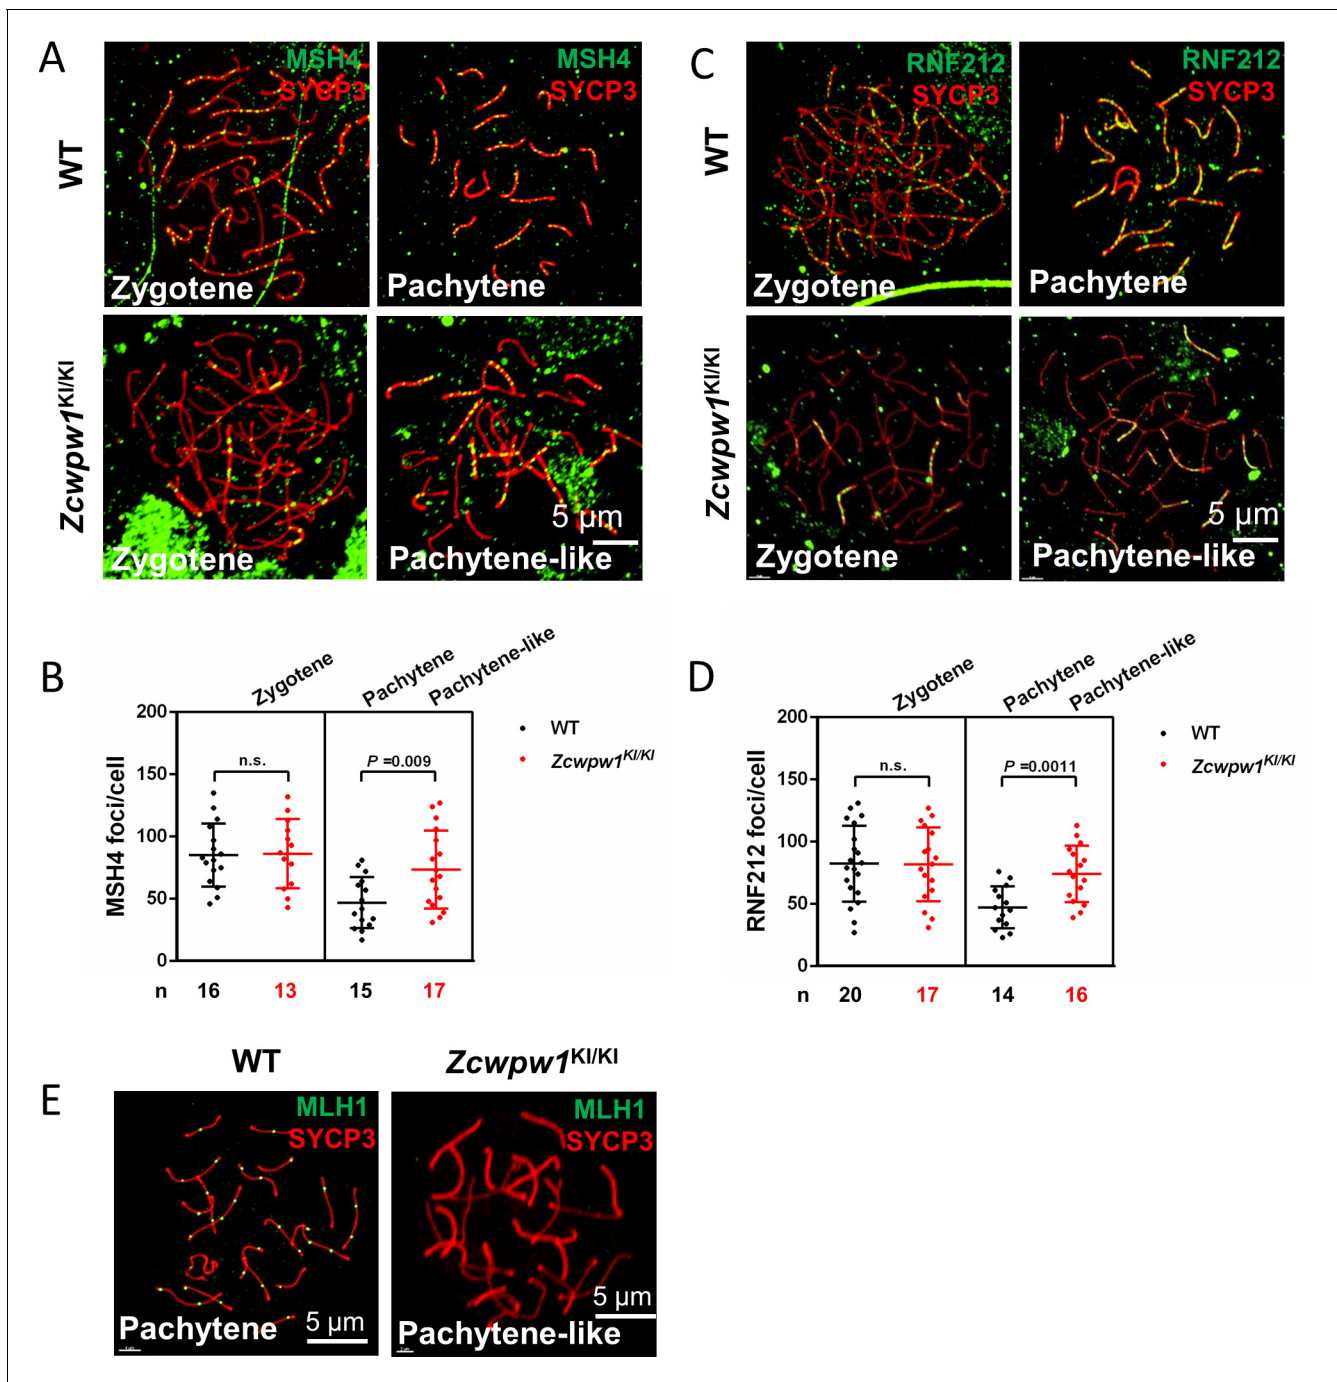 A
MSH4
SYCP3
MSH4
SYCP3
WT
Zygotene
Pachytene
Zcwpw1KI/KI
Zygotene
Pachytene-like
5 µm
C
RNF212
SYCP3
RNF212
SYCP3
WT
Zygotene
Pachytene
Zcwpw1KI/KI
Zygotene
Pachytene-like
5 µm
B
Zygotene
Pachytene
Pachytene-like
MSH4 foci/cell
200
150
100
50
0
n.s.
P =0.009
WT
Zcwpw1KI/KI
n 16 13 15 17
D
Zygotene
Pachytene
Pachytene-like
RNF212 foci/cell
200
150
100
50
0
n.s.
P =0.0011
WT
Zcwpw1KI/KI
n 20 17 14 16
E
WT
Zcwpw1KI/KI
MLH1
SYCP3
Pachytene
5 µm
MLH1
SYCP3
Pachytene-like
5 µm